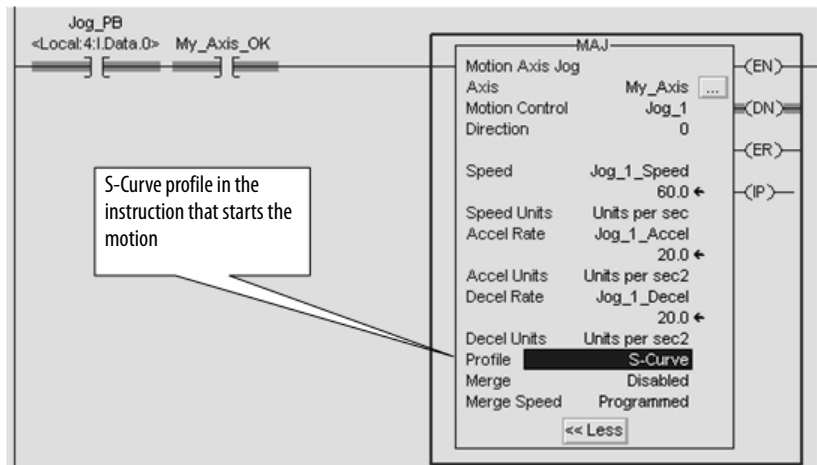 Jog_PB
<Local:4:I.Data.0> My_Axis_OK
MAJ
Motion Axis Jog
Axis My_Axis ...
Motion Control Jog_1
Direction 0
Speed Jog_1_Speed
60.0 ←
Speed Units Units per sec
Accel Rate Jog_1_Accel
20.0 ←
Accel Units Units per sec2
Decel Rate Jog_1_Decel
20.0 ←
Decel Units Units per sec2
Profile S-Curve
Merge Disabled
Merge Speed Programmed
<< Less
EN
DN
ER
IP
S-Curve profile in the
instruction that starts the
motion